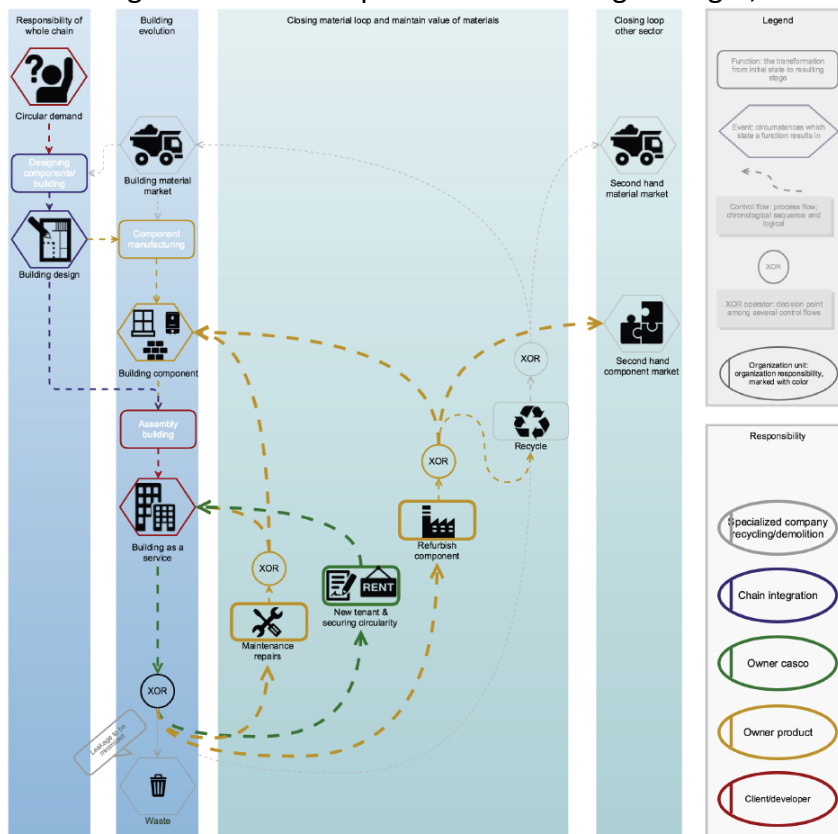 Responsibility
of whole chain
Building
evolution
Closing material loop and maintain value of materials
Closing loop
other sector
Legend
Circular demand
Designing
components/
building
Building design
Building material
market
Component
manufacturing
Building component
Assembly
building
Building as a
service
XOR
Leakage to be
minimized
Waste
XOR
Maintenance
repairs
RENT
New tenant &
securing circularity
XOR
Refurbish
component
XOR
Recycle
Second hand
material market
Second hand
component market
Function: the transformation
from initial state to resulting
stage
Event: circumstances which
state a function results in
Control flow: process flow;
chronological sequence and
logical
XOR
XOR operator: decision point
among several control flows
Organization unit:
organization responsibility,
marked with color
Responsibility
Specialized company
recycling/demolition
Chain integration
Owner casco
Owner product
Client/developer